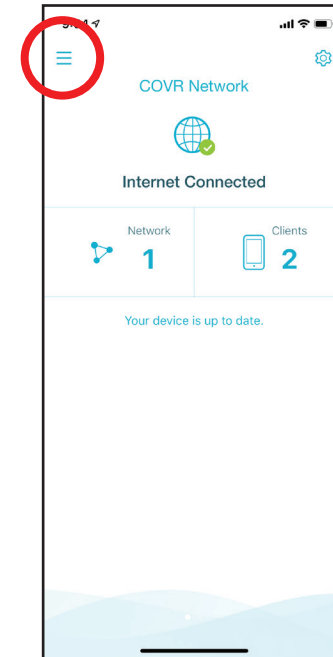 COVR Network
Internet Connected
Network
1
Clients
2
Your device is up to date.